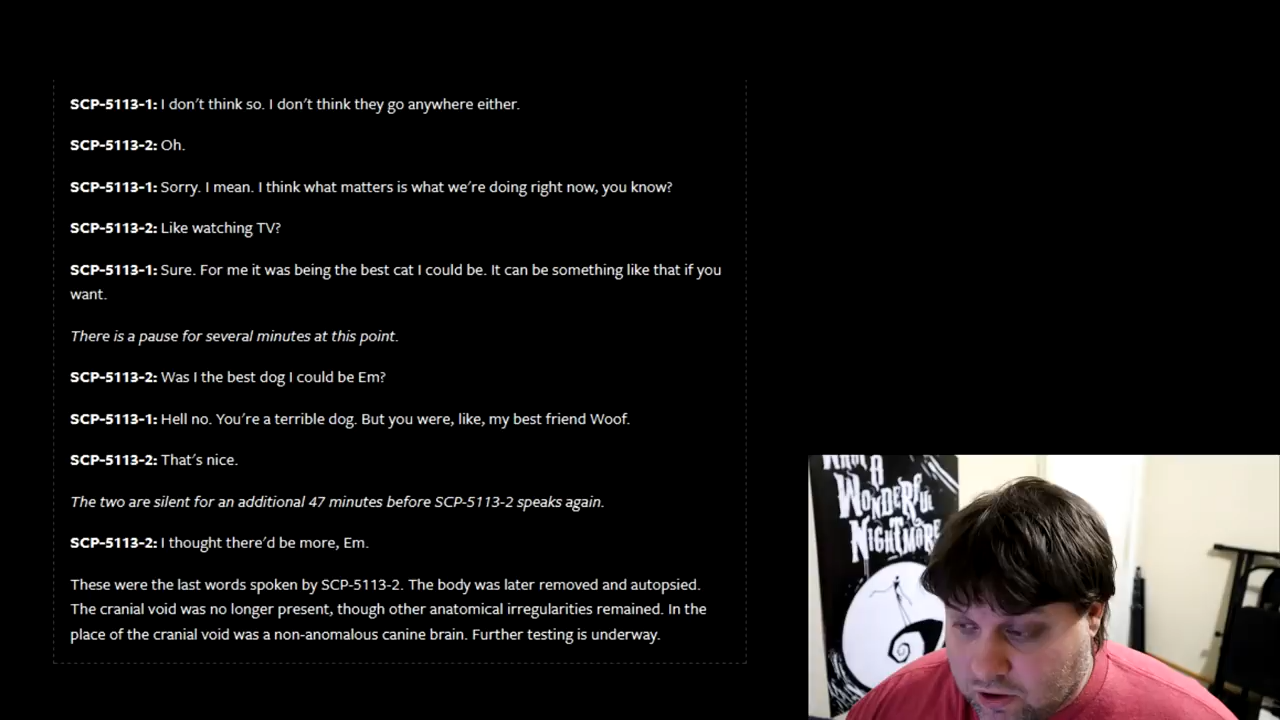 SCP-5113-1: I don't think so. I don't think they go anywhere either.
SCP-5113-2: Oh.
SCP-5113-1: Sorry. I mean. I think what matters is what we're doing right now, you know?
SCP-5113-2: Like watching TV?
SCP-5113-1: Sure. For me it was being the best cat I could be. It can be something like that if you
want.
There is a pause for several minutes at this point.
SCP-5113-2: Was I the best dog I could be Em?
SCP-5113-1: Hell no. You're a terrible dog. But you were, like, my best friend Woof.
SCP-5113-2: That's nice.
The two are silent for an additional 47 minutes before SCP-5113-2 speaks again.
SCP-5113-2: I thought there'd be more, Em.
These were the last words spoken by SCP-5113-2. The body was later removed and autopsied.
The cranial void was no longer present, though other anatomical irregularities remained. In the
place of the cranial void was a non-anomalous canine brain. Further testing is underway.
WHAT A
WONDERFUL
NIGHTMARE